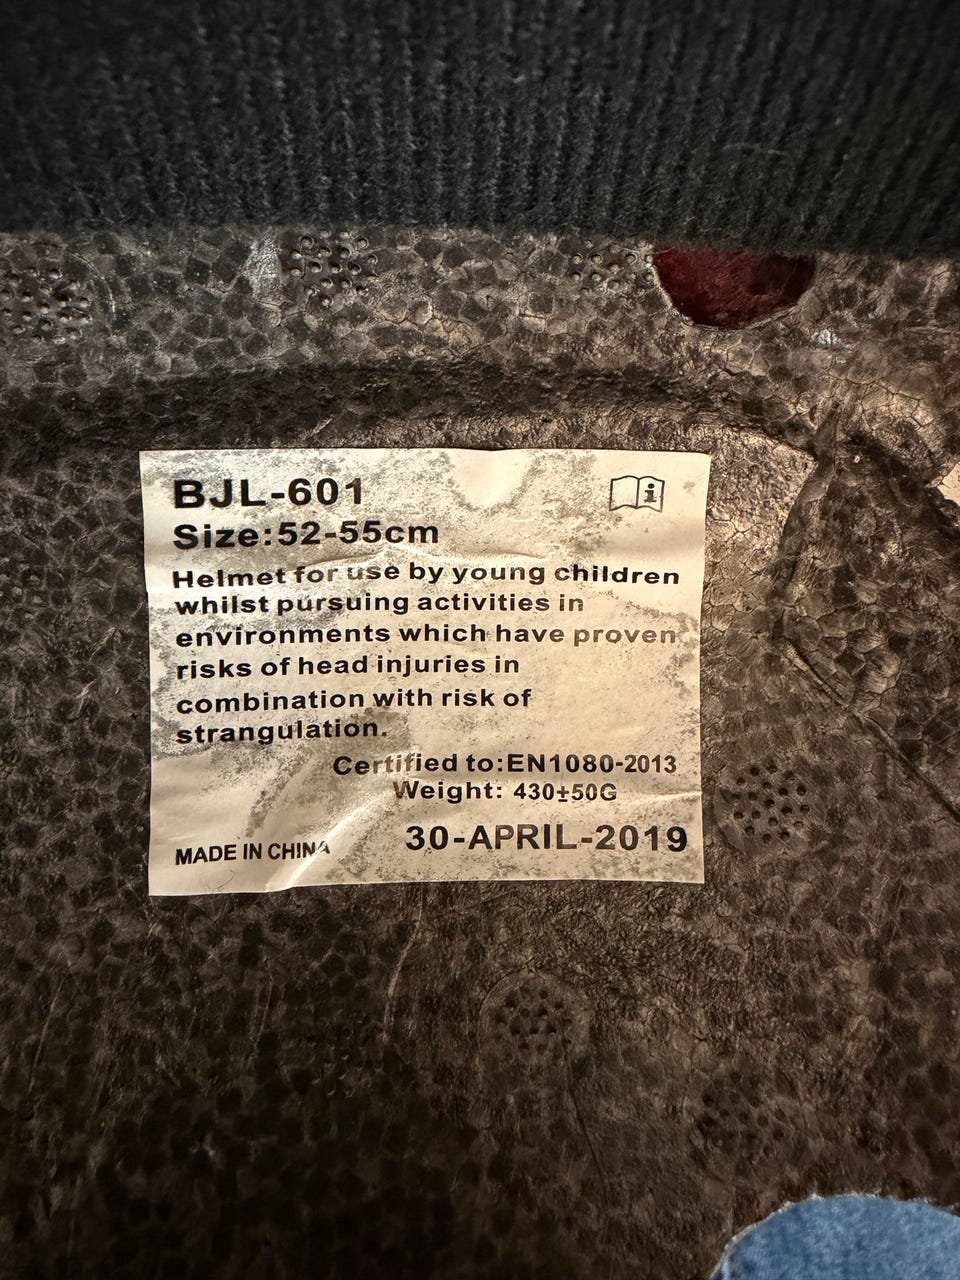 BJL-601
Size:52-55cm
Helmet for use by young children
whilst pursuing activities in
environments which have proven
risks of head injuries in
combination with risk of
strangulation.
Certified to:EN1080-2013
Weight: 430±50G
MADE IN CHINA
30-APRIL-2019